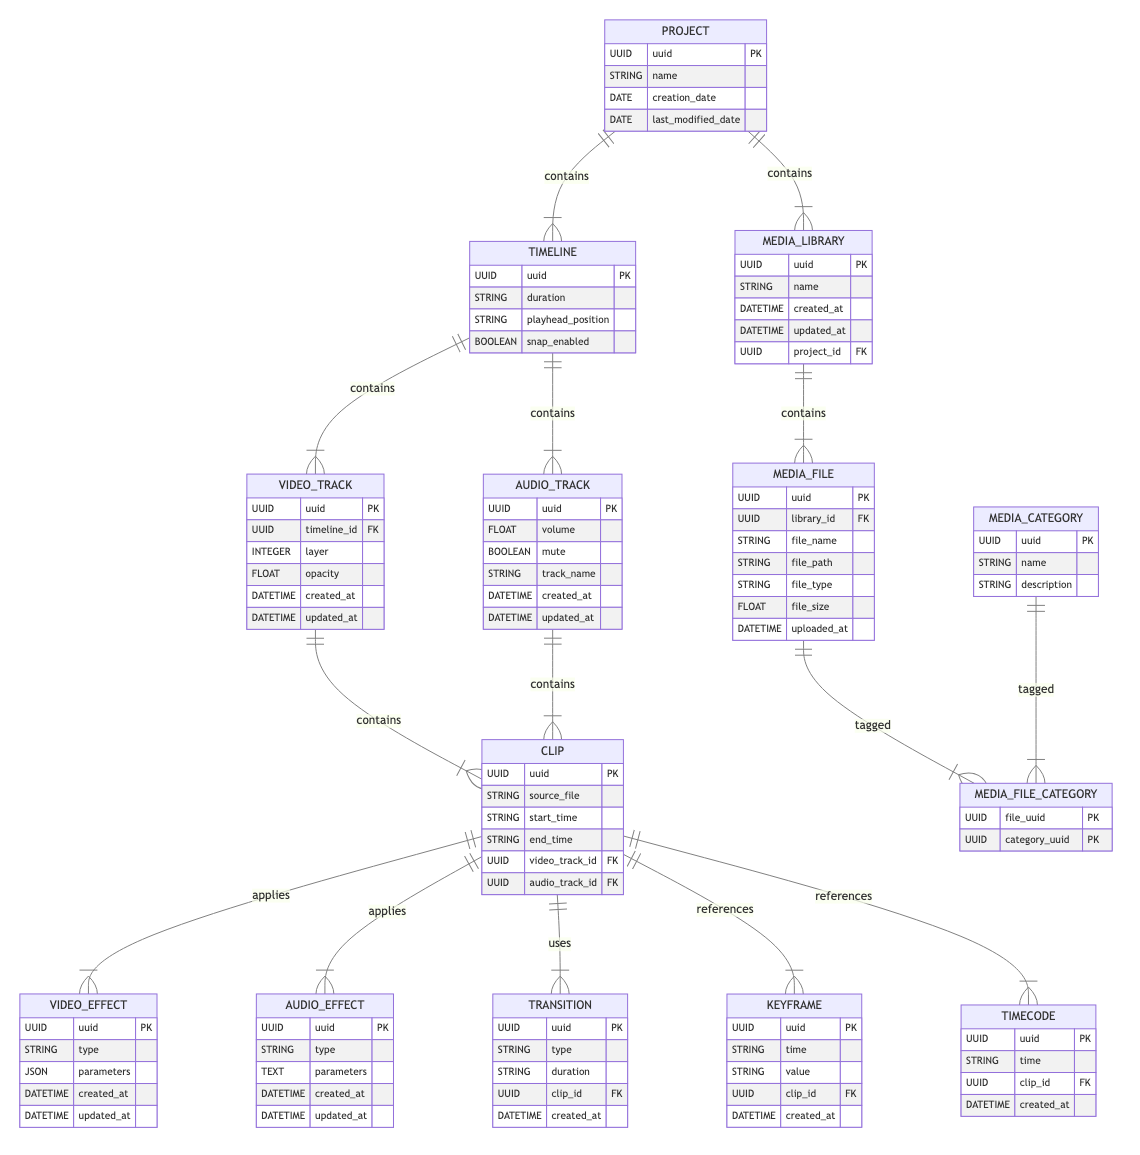 PROJECT
UUID uuid PK
STRING name
DATE creation_date
DATE last_modified_date
contains
contains
TIMELINE
UUID uuid PK
STRING duration
STRING playhead_position
BOOLEAN snap_enabled
MEDIA_LIBRARY
UUID uuid PK
STRING name
DATETIME created_at
DATETIME updated_at
UUID project_id FK
contains
contains
contains
VIDEO_TRACK
UUID uuid PK
UUID timeline_id FK
INTEGER layer
FLOAT opacity
DATETIME created_at
DATETIME updated_at
AUDIO_TRACK
UUID uuid PK
FLOAT volume
BOOLEAN mute
STRING track_name
DATETIME created_at
DATETIME updated_at
MEDIA_FILE
UUID uuid PK
UUID library_id FK
STRING file_name
STRING file_path
STRING file_type
FLOAT file_size
DATETIME uploaded_at
MEDIA_CATEGORY
UUID uuid PK
STRING name
STRING description
contains
contains
tagged
tagged
CLIP
UUID uuid PK
STRING source_file
STRING start_time
STRING end_time
UUID video_track_id FK
UUID audio_track_id FK
MEDIA_FILE_CATEGORY
UUID file_uuid PK
UUID category_uuid PK
applies
applies
uses
references
references
VIDEO_EFFECT
UUID uuid PK
STRING type
JSON parameters
DATETIME created_at
DATETIME updated_at
AUDIO_EFFECT
UUID uuid PK
STRING type
TEXT parameters
DATETIME created_at
DATETIME updated_at
TRANSITION
UUID uuid PK
STRING type
STRING duration
UUID clip_id FK
DATETIME created_at
KEYFRAME
UUID uuid PK
STRING time
STRING value
UUID clip_id FK
DATETIME created_at
TIMECODE
UUID uuid PK
STRING time
UUID clip_id FK
DATETIME created_at